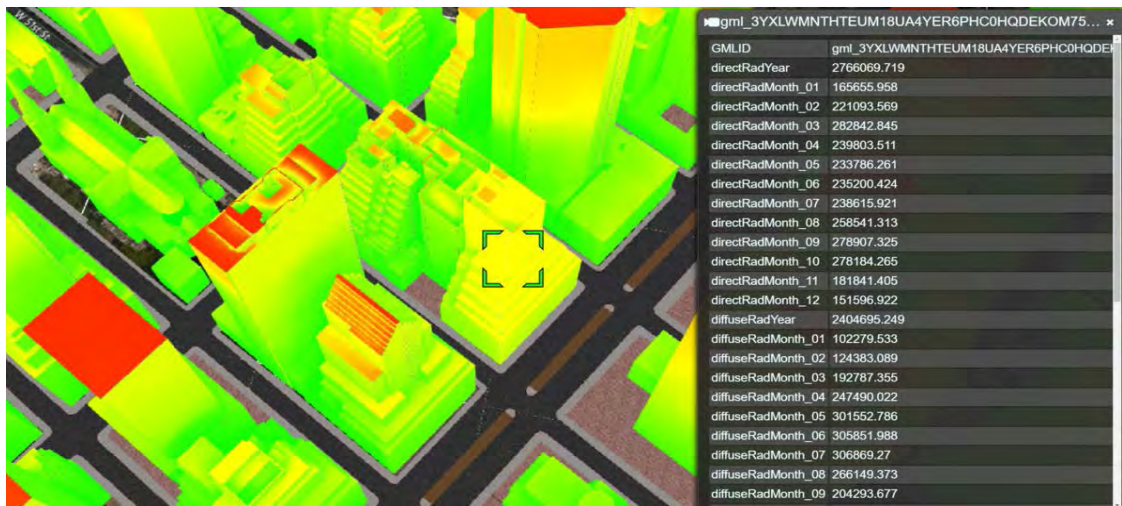 W 51st St
gml_3YXLWMNTHTEUM18UA4YER6PHC0HQDEKOM75... ×
GMLID gml_3YXLWMNTHTEUM18UA4YER6PHC0HQDE
directRadYear 2766069.719
directRadMonth_01 165655.958
directRadMonth_02 221093.569
directRadMonth_03 282842.845
directRadMonth_04 239803.511
directRadMonth_05 233786.261
directRadMonth_06 235200.424
directRadMonth_07 238615.921
directRadMonth_08 258541.313
directRadMonth_09 278907.325
directRadMonth_10 278184.265
directRadMonth_11 181841.405
directRadMonth_12 151596.922
diffuseRadYear 2404695.249
diffuseRadMonth_01 102279.533
diffuseRadMonth_02 124383.089
diffuseRadMonth_03 192787.355
diffuseRadMonth_04 247490.022
diffuseRadMonth_05 301552.786
diffuseRadMonth_06 305851.988
diffuseRadMonth_07 306869.27
diffuseRadMonth_08 266149.373
diffuseRadMonth_09 204293.677